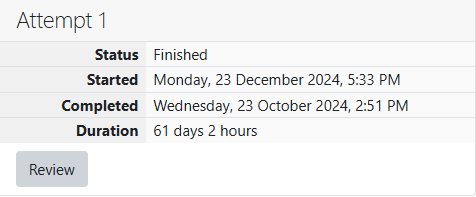 Attempt 1
Status Finished
Started Monday, 23 December 2024, 5:33 PM
Completed Wednesday, 23 October 2024, 2:51 PM
Duration 61 days 2 hours
Review